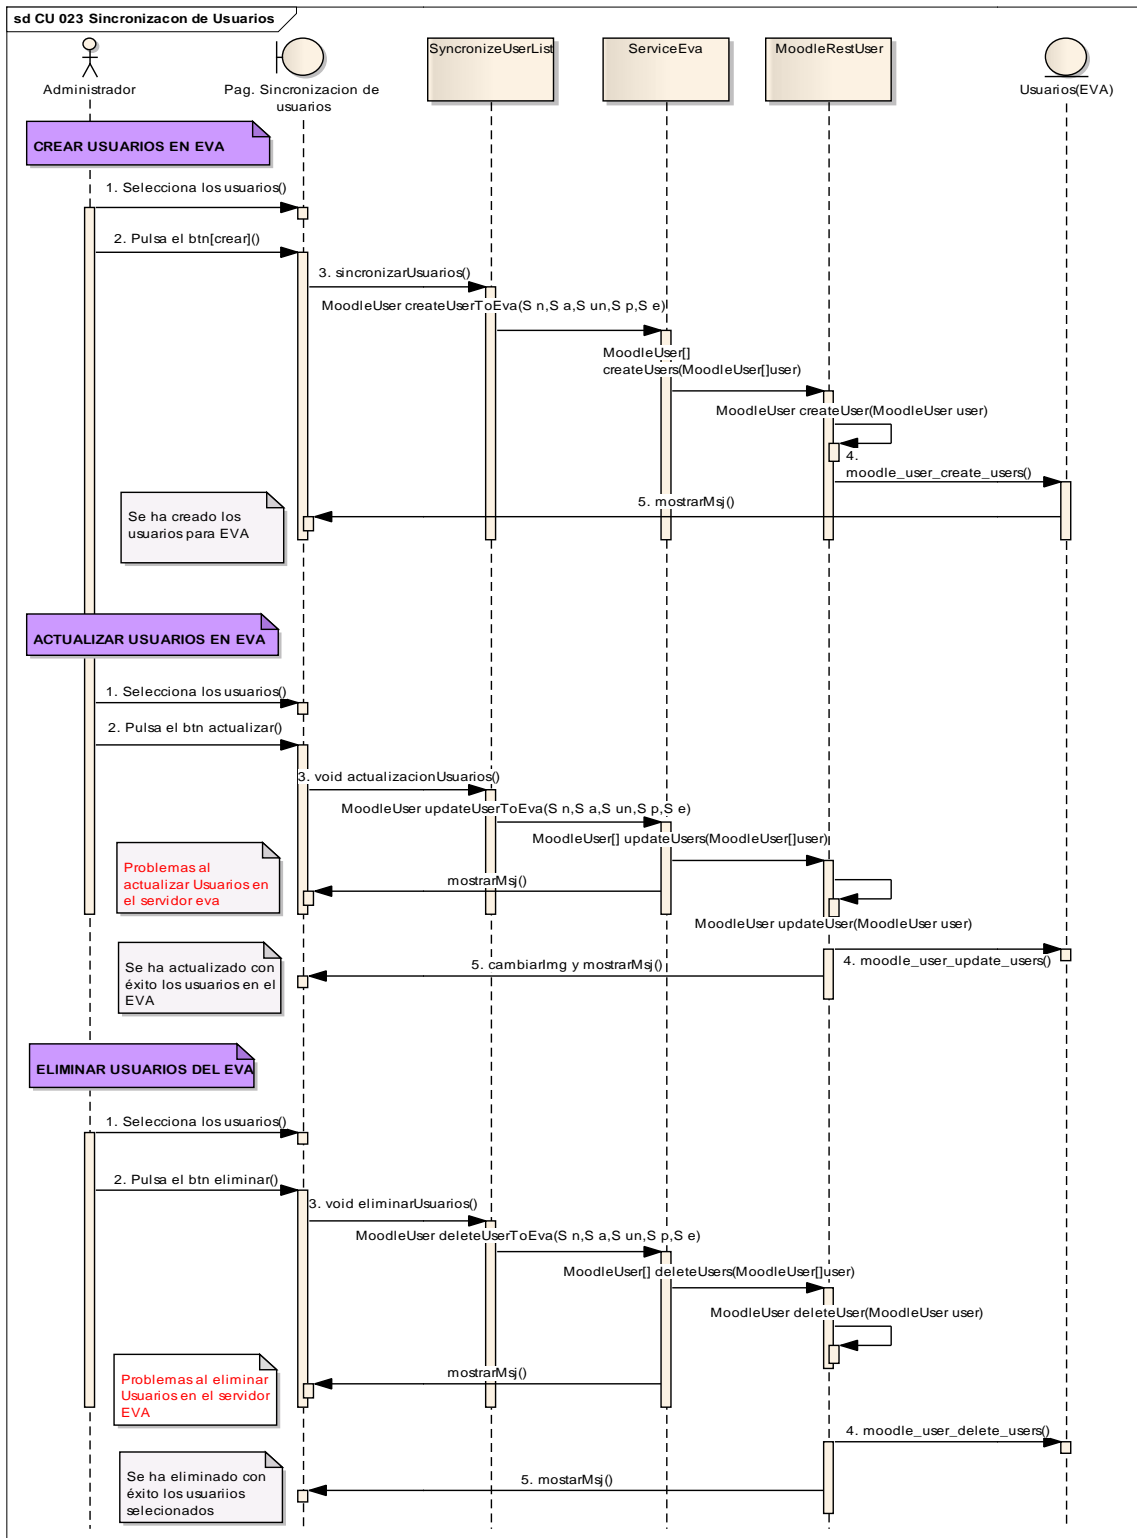 sd CU 023 Sincronizacon de Usuarios
Administrador
Pag. Sincronizacion de
usuarios
SyncronizeUserList
ServiceEva
MoodleRestUser
Usuarios(EVA)
CREAR USUARIOS EN EVA
1. Selecciona los usuarios()
2. Pulsa el btn[crear]()
3. sincronizarUsuarios()
MoodleUser createUserToEva(S n,S a,S un,S p,S e)
MoodleUser[]
createUsers(MoodleUser[]user)
MoodleUser createUser(MoodleUser user)
4.
moodle_user_create_users()
5. mostrarMsj()
Se ha creado los
usuarios para EVA
ACTUALIZAR USUARIOS EN EVA
1. Selecciona los usuarios()
2. Pulsa el btn actualizar()
3. void actualizacionUsuarios()
MoodleUser updateUserToEva(S n,S a,S un,S p,S e)
MoodleUser[] updateUsers(MoodleUser[]user)
Problemas al
actualizar Usuarios en
el servidor eva
mostrarMsj()
MoodleUser updateUser(MoodleUser user)
4. moodle_user_update_users()
5. cambiarImg y mostrarMsj()
Se ha actualizado con
éxito los usuarios en el
EVA
ELIMINAR USUARIOS DEL EVA
1. Selecciona los usuarios()
2. Pulsa el btn eliminar()
3. void eliminarUsuarios()
MoodleUser deleteUserToEva(S n,S a,S un,S p,S e)
MoodleUser[] deleteUsers(MoodleUser[]user)
MoodleUser deleteUser(MoodleUser user)
mostrarMsj()
Problemas al eliminar
Usuarios en el servidor
EVA
4. moodle_user_delete_users()
5. mostarMsj()
Se ha eliminado con
éxito los usuariios
selecionados